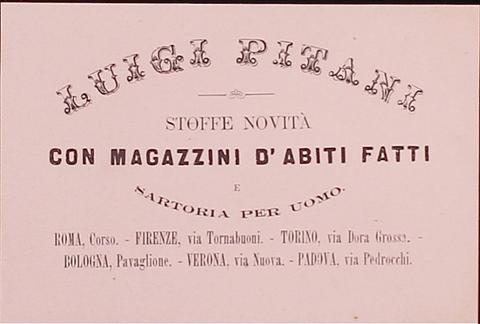 LUIGI PITANI
STOFFE NOVITÀ
CON MAGAZZINI D'ABITI FATTI
E
SARTORIA PER UOMO.
ROMA, Corso. - FIRENZE, via Tornabuoni. - TORINO, via Dora Grossa. -
BOLOGNA, Pavaglione. - VERONA, via Nuova. - PADOVA, via Pedrocchi.